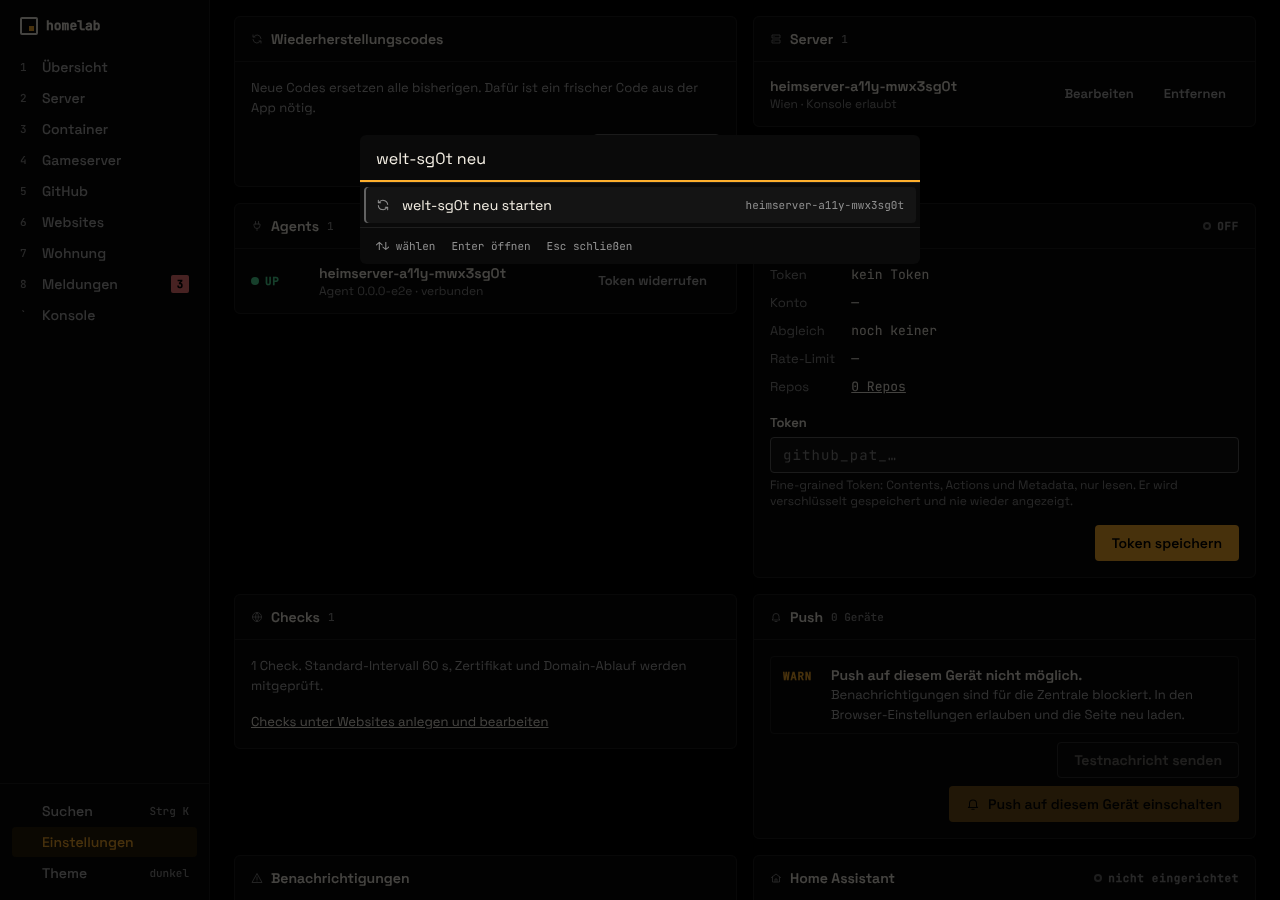 homelab
1 Übersicht
2 Server
3 Container
4 Gameserver
5 GitHub
6 Websites
7 Wohnung
8 Meldungen 3
` Konsole
Suchen Strg K
Einstellungen
Theme dunkel
Wiederherstellungscodes
Neue Codes ersetzen alle bisherigen. Dafür ist ein frischer Code aus der
App nötig.
Server 1
heimserver-a11y-mwx3sg0t
Wien · Konsole erlaubt
Bearbeiten
Entfernen
welt-sg0t neu
welt-sg0t neu starten heimserver-a11y-mwx3sg0t
↑↓ wählen Enter öffnen Esc schließen
Agents 1
UP
heimserver-a11y-mwx3sg0t
Agent 0.0.0-e2e · verbunden
Token widerrufen
OFF
Token kein Token
Konto –
Abgleich noch keiner
Rate-Limit –
Repos 0 Repos
Token
github_pat_…
Fine-grained Token: Contents, Actions und Metadata, nur lesen. Er wird
verschlüsselt gespeichert und nie wieder angezeigt.
Token speichern
Checks 1
1 Check. Standard-Intervall 60 s, Zertifikat und Domain-Ablauf werden
mitgeprüft.
Checks unter Websites anlegen und bearbeiten
Push 0 Geräte
WARN
Push auf diesem Gerät nicht möglich.
Benachrichtigungen sind für die Zentrale blockiert. In den
Browser-Einstellungen erlauben und die Seite neu laden.
Testnachricht senden
Push auf diesem Gerät einschalten
Benachrichtigungen
Home Assistant
nicht eingerichtet